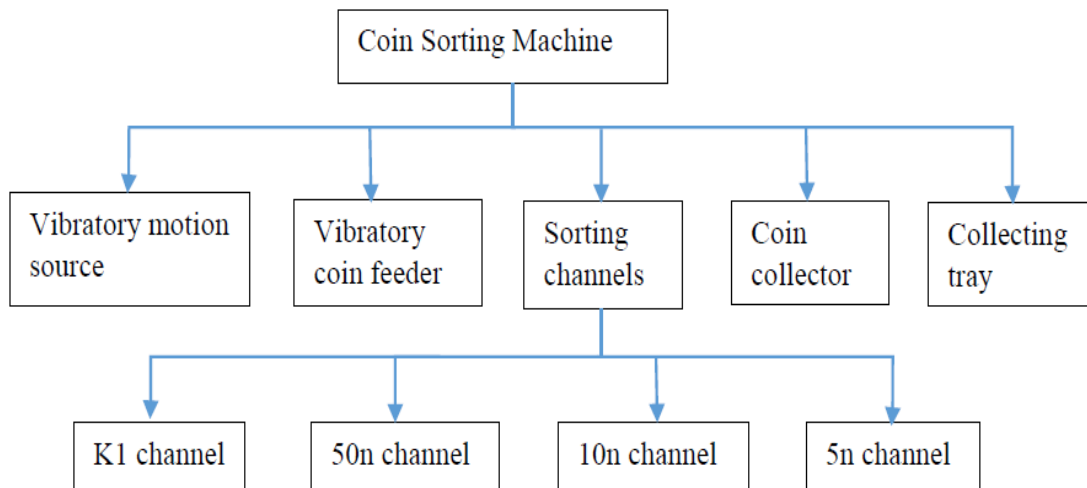 Coin Sorting Machine
Vibratory motion
source
Vibratory
coin feeder
Sorting
channels
Coin
collector
Collecting
tray
K1 channel
50n channel
10n channel
5n channel